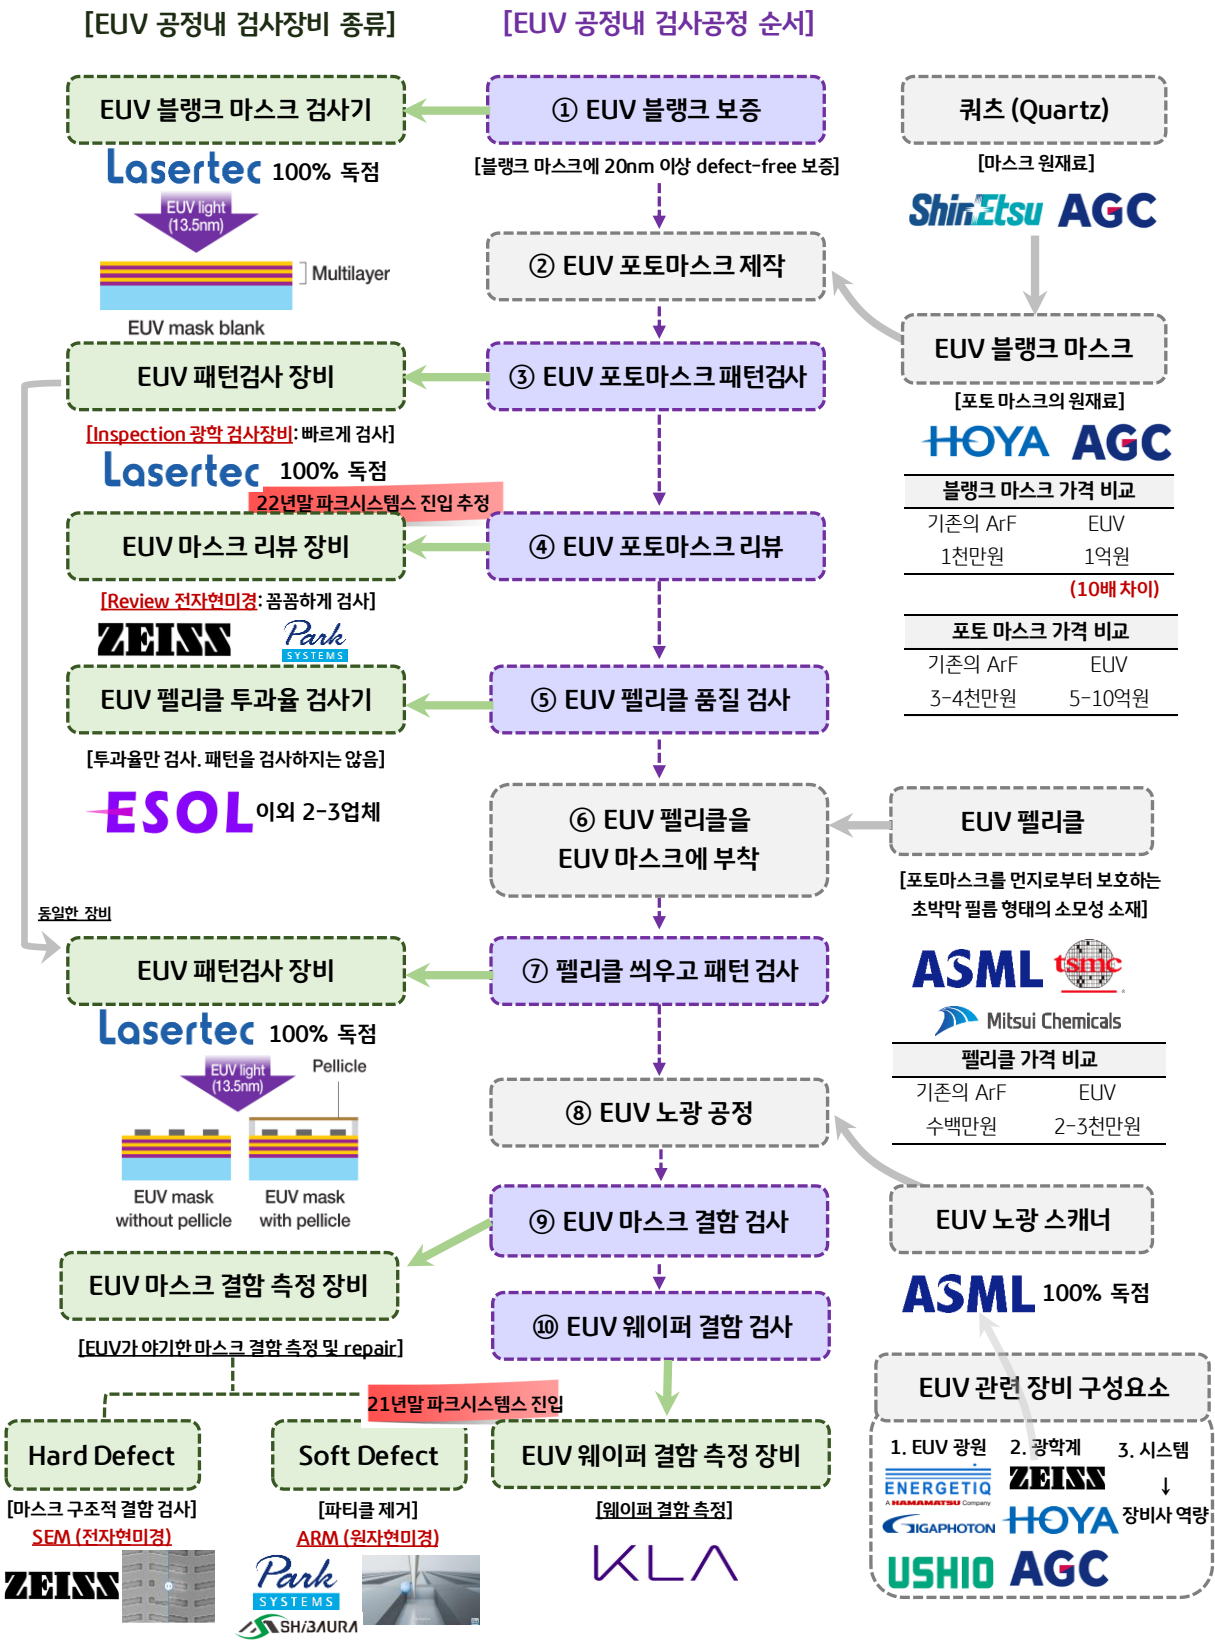 [EUV 공정내 검사장비 종류]
[EUV 공정내 검사공정 순서]
EUV 블랭크 마스크 검사기
Lasertec 100% 독점
EUV light
(13.5nm)
Multilayer
EUV mask blank
EUV 패턴검사 장비
[Inspection 광학 검사장비: 빠르게 검사]
Lasertec 100% 독점
22년말 파크시스템스 진입 추정
EUV 마스크 리뷰 장비
[Review 전자현미경: 꼼꼼하게 검사]
ZEISS
Park
SYSTEMS
EUV 펠리클 투과율 검사기
[투과율만 검사. 패턴을 검사하지는 않음]
ESOL 이외 2-3업체
동일한 장비
EUV 패턴검사 장비
Lasertec 100% 독점
EUV light
(13.5nm)
Pellicle
EUV mask
without pellicle
EUV mask
with pellicle
EUV 마스크 결함 측정 장비
[EUV가 야기한 마스크 결함 측정 및 repair]
Hard Defect
[마스크 구조적 결함 검사]
SEM (전자현미경)
ZEISS
21년말 파크시스템스 진입
Soft Defect
[파티클 제거]
ARM (원자현미경)
Park
SYSTEMS
SHIBAURA
① EUV 블랭크 보증
[블랭크 마스크에 20nm 이상 defect-free 보증]
② EUV 포토마스크 제작
③ EUV 포토마스크 패턴검사
④ EUV 포토마스크 리뷰
⑤ EUV 펠리클 품질 검사
⑥ EUV 펠리클을
EUV 마스크에 부착
⑦ 펠리클 씌우고 패턴 검사
⑧ EUV 노광 공정
⑨ EUV 마스크 결함 검사
⑩ EUV 웨이퍼 결함 검사
EUV 웨이퍼 결함 측정 장비
[웨이퍼 결함 측정]
KLA
쿼츠 (Quartz)
[마스크 원재료]
ShinEtsu AGC
EUV 블랭크 마스크
[포토 마스크의 원재료]
HOYA AGC
블랭크 마스크 가격 비교
기존의 ArF EUV
1천만원 1억원
(10배 차이)
포토 마스크 가격 비교
기존의 ArF EUV
3-4천만원 5-10억원
EUV 펠리클
[포토마스크를 먼지로부터 보호하는
초박막 필름 형태의 소모성 소재]
ASML tsmc
Mitsui Chemicals
펠리클 가격 비교
기존의 ArF EUV
수백만원 2-3천만원
EUV 노광 스캐너
ASML 100% 독점
EUV 관련 장비 구성요소
1. EUV 광원
ENERGETIQ
A HAMAMATSU Company
GIGAPHOTON
USHIO
2. 광학계
ZEISS
HOYA
AGC
3. 시스템
↓
장비사 역량